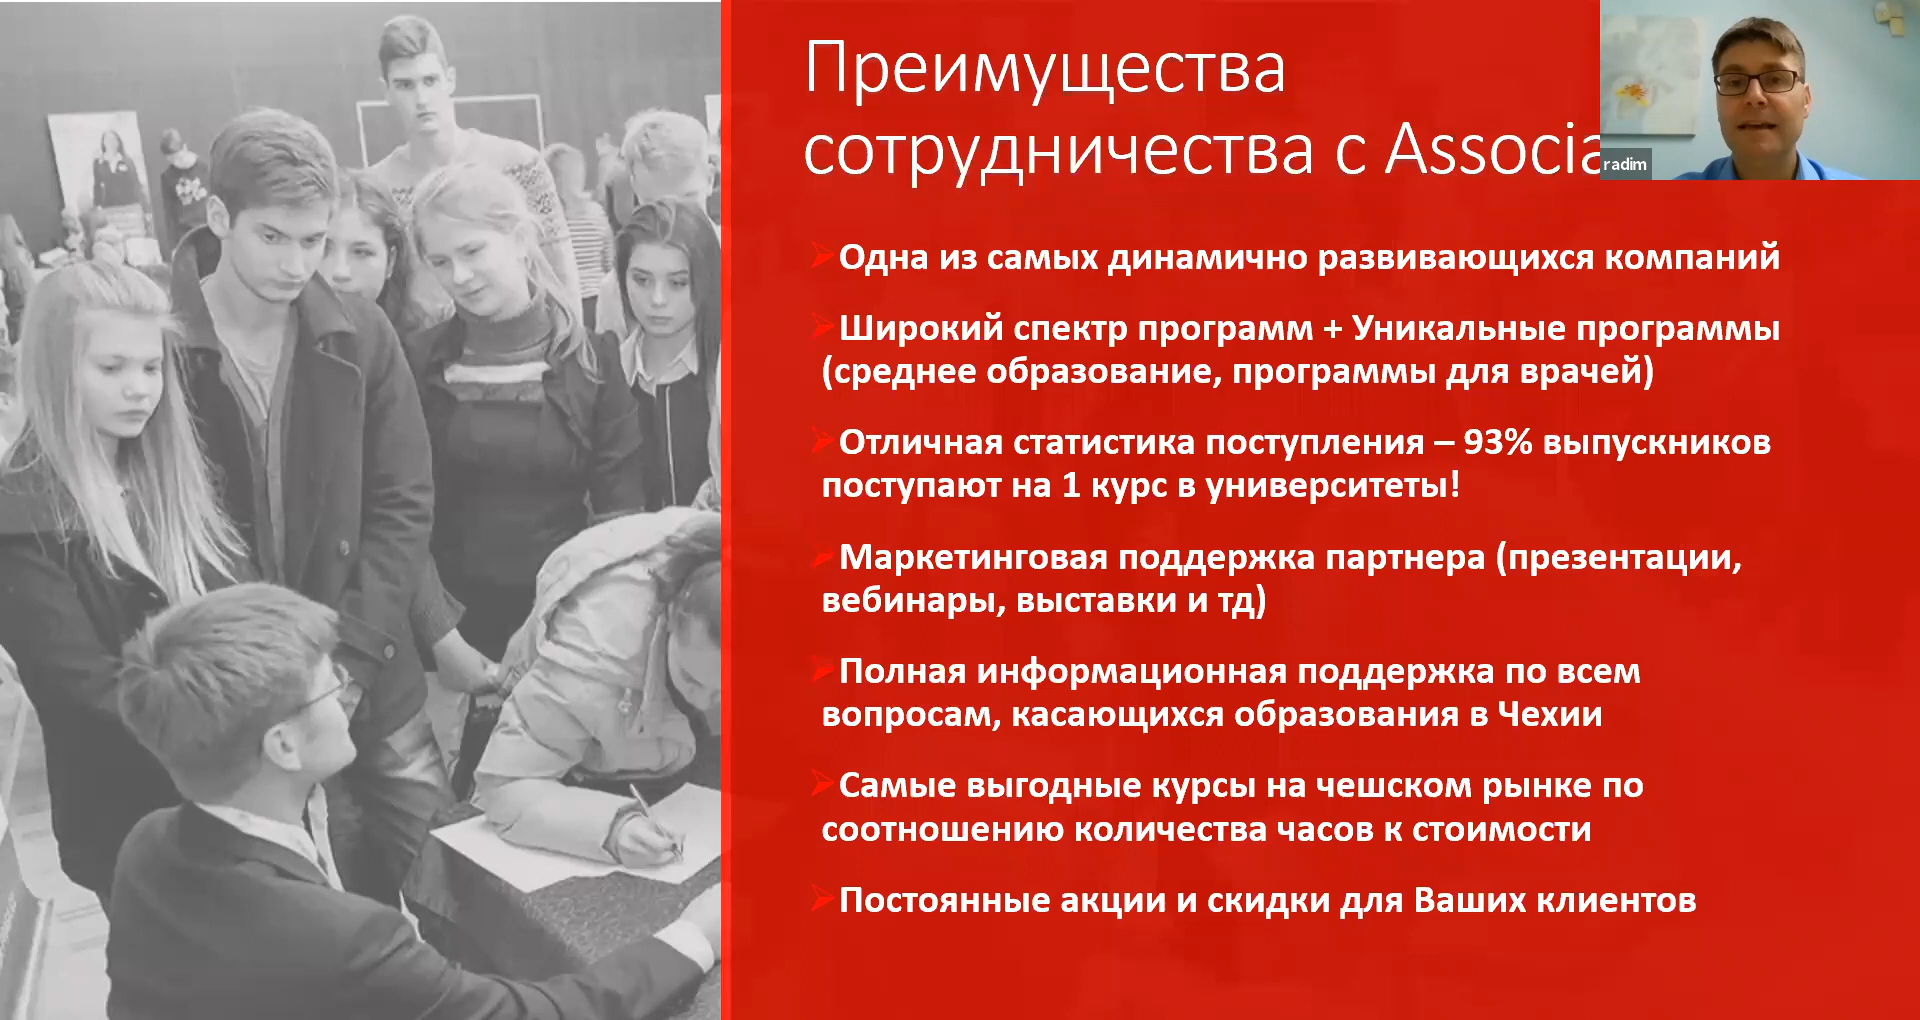 Преимущества
сотрудничества с Associa
radim
Одна из самых динамично развивающихся компаний
Широкий спектр программ + Уникальные программы
(среднее образование, программы для врачей)
Отличная статистика поступления – 93% выпускников
поступают на 1 курс в университеты!
Маркетинговая поддержка партнера (презентации,
вебинары, выставки и тд)
Полная информационная поддержка по всем
вопросам, касающихся образования в Чехии
Самые выгодные курсы на чешском рынке по
соотношению количества часов к стоимости
Постоянные акции и скидки для Ваших клиентов